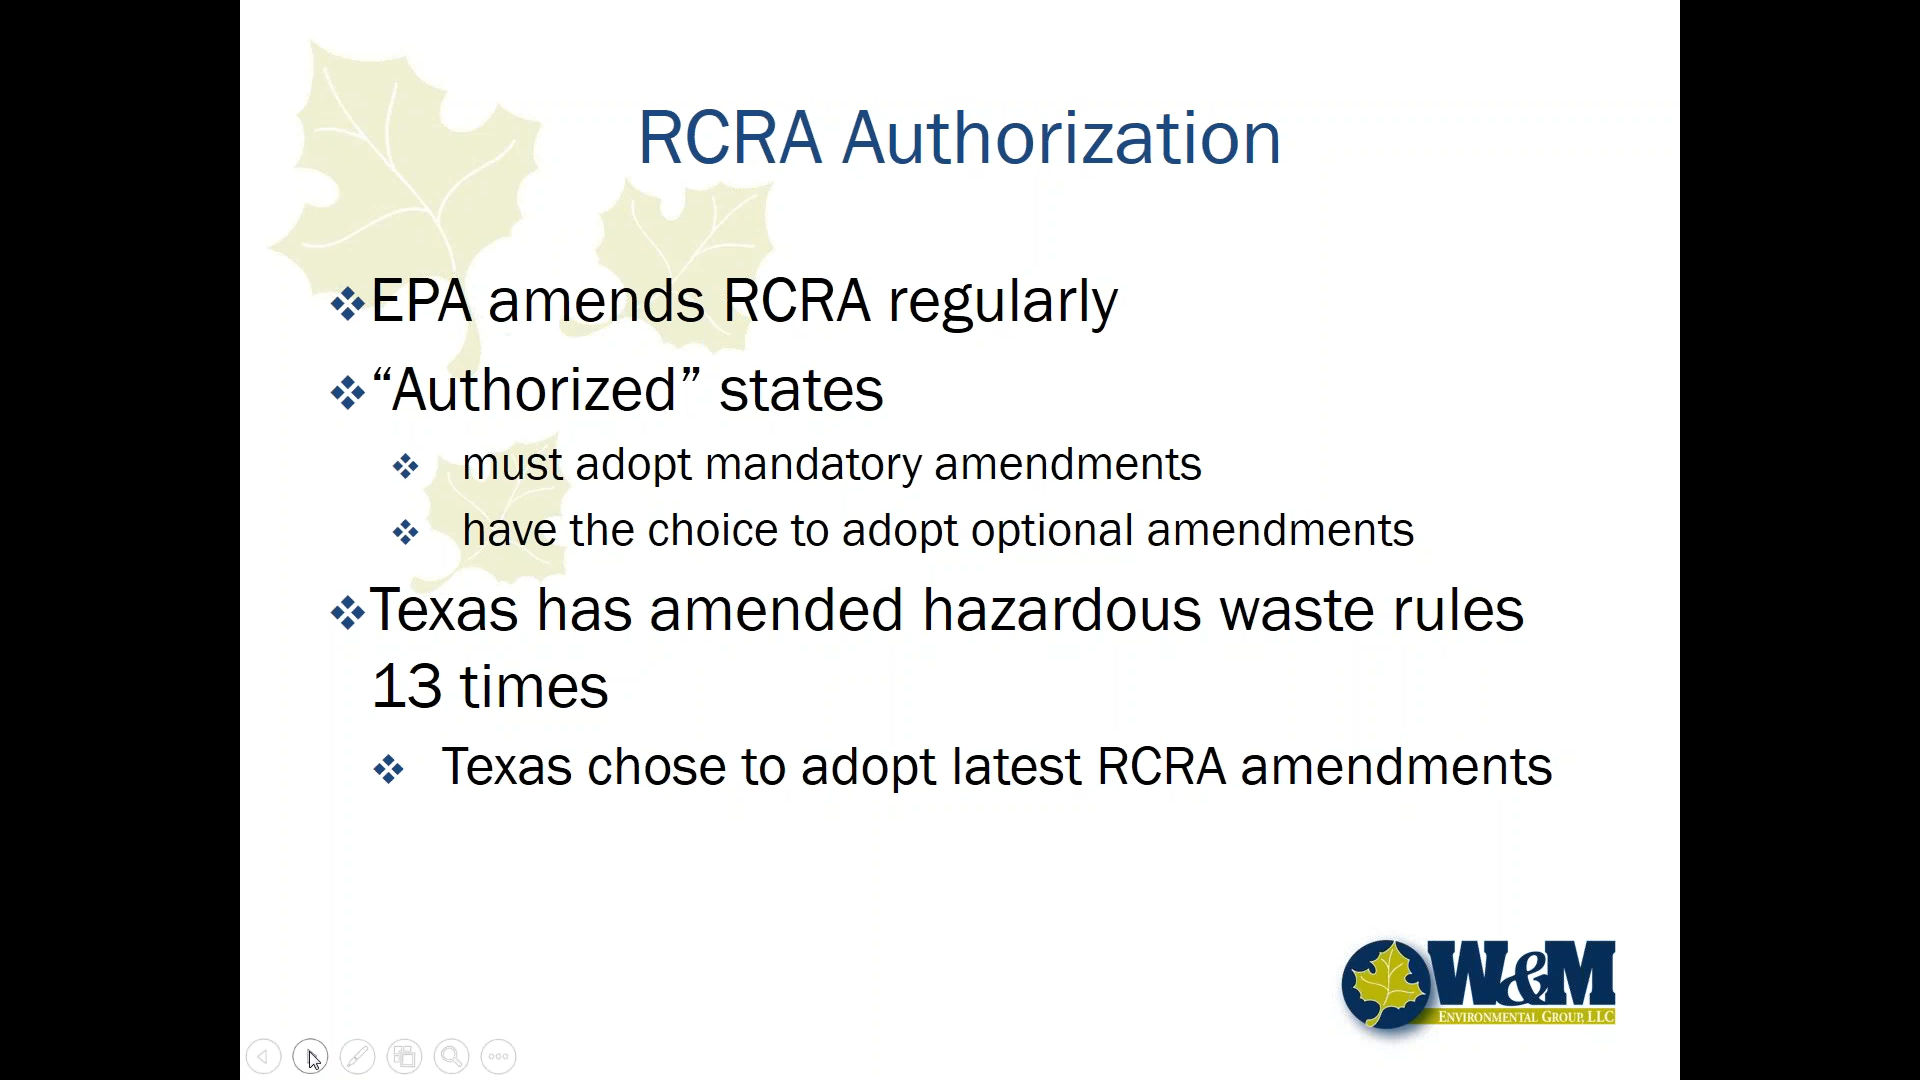 RCRA Authorization
EPA amends RCRA regularly
“Authorized” states
must adopt mandatory amendments
have the choice to adopt optional amendments
Texas has amended hazardous waste rules
13 times
Texas chose to adopt latest RCRA amendments
W&M
ENVIRONMENTAL GROUP, LLC